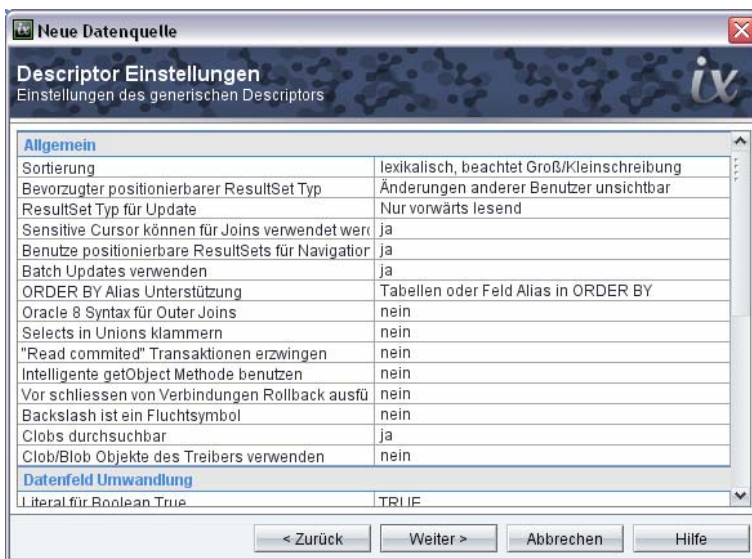 ix Neue Datenquelle
Descriptor Einstellungen
Einstellungen des generischen Descriptors
ix
Allgemein
Sortierung lexikalisch, beachtet Groß/Kleinschreibung
Bevorzugter positionierbarer ResultSet Typ Änderungen anderer Benutzer unsichtbar
ResultSet Typ für Update Nur vorwärts lesend
Sensitive Cursor können für Joins verwendet werd ja
Benutze positionierbare ResultSets für Navigation ja
Batch Updates verwenden ja
ORDER BY Alias Unterstützung Tabellen oder Feld Alias in ORDER BY
Oracle 8 Syntax für Outer Joins nein
Selects in Unions klammern nein
"Read commited" Transaktionen erzwingen nein
Intelligente getObject Methode benutzen nein
Vor schliessen von Verbindungen Rollback ausfü nein
Backslash ist ein Fluchtsymbol nein
Clobs durchsuchbar ja
Clob/Blob Objekte des Treibers verwenden nein
Datenfeld Umwandlung
Literal für Boolean True TRUE
< Zurück Weiter > Abbrechen Hilfe